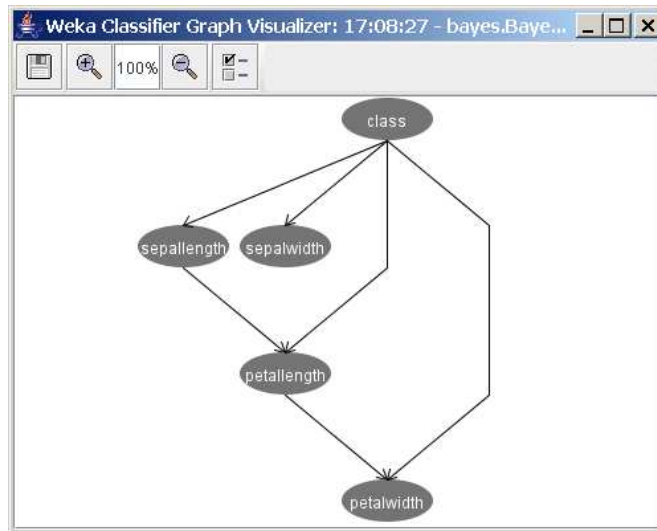 Weka Classifier Graph Visualizer: 17:08:27 - bayes.Baye...
100%
class
sepallength sepalwidth
petallength
petalwidth